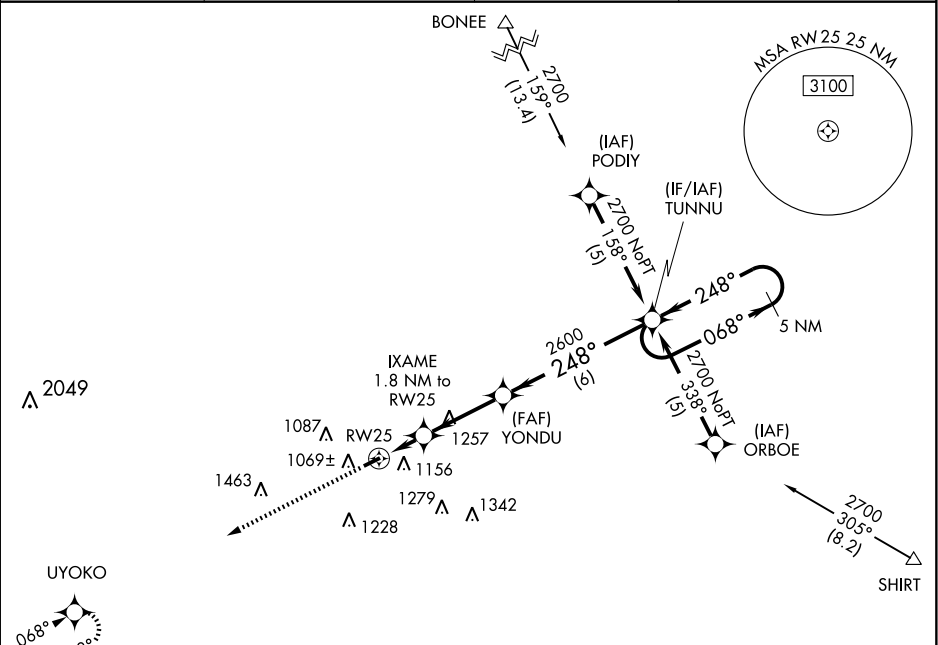 BONEE
2700
159°
(13.4)
MSA RW25 25 NM
3100
(IAF)
PODIY
(IF/IAF)
TUNNU
2700 NoPT
158°
(5)
248°
068°
5 NM
2600
248°
(6)
2700 NoPT
338°
(5)
IXAME
1.8 NM to
RW25
(FAF)
YONDU
(IAF)
ORBOE
2049
1087
RW25
1257
1069±
1156
1463
1279
1342
1228
2700
305°
(8.2)
SHIRT
UYOKO
068°